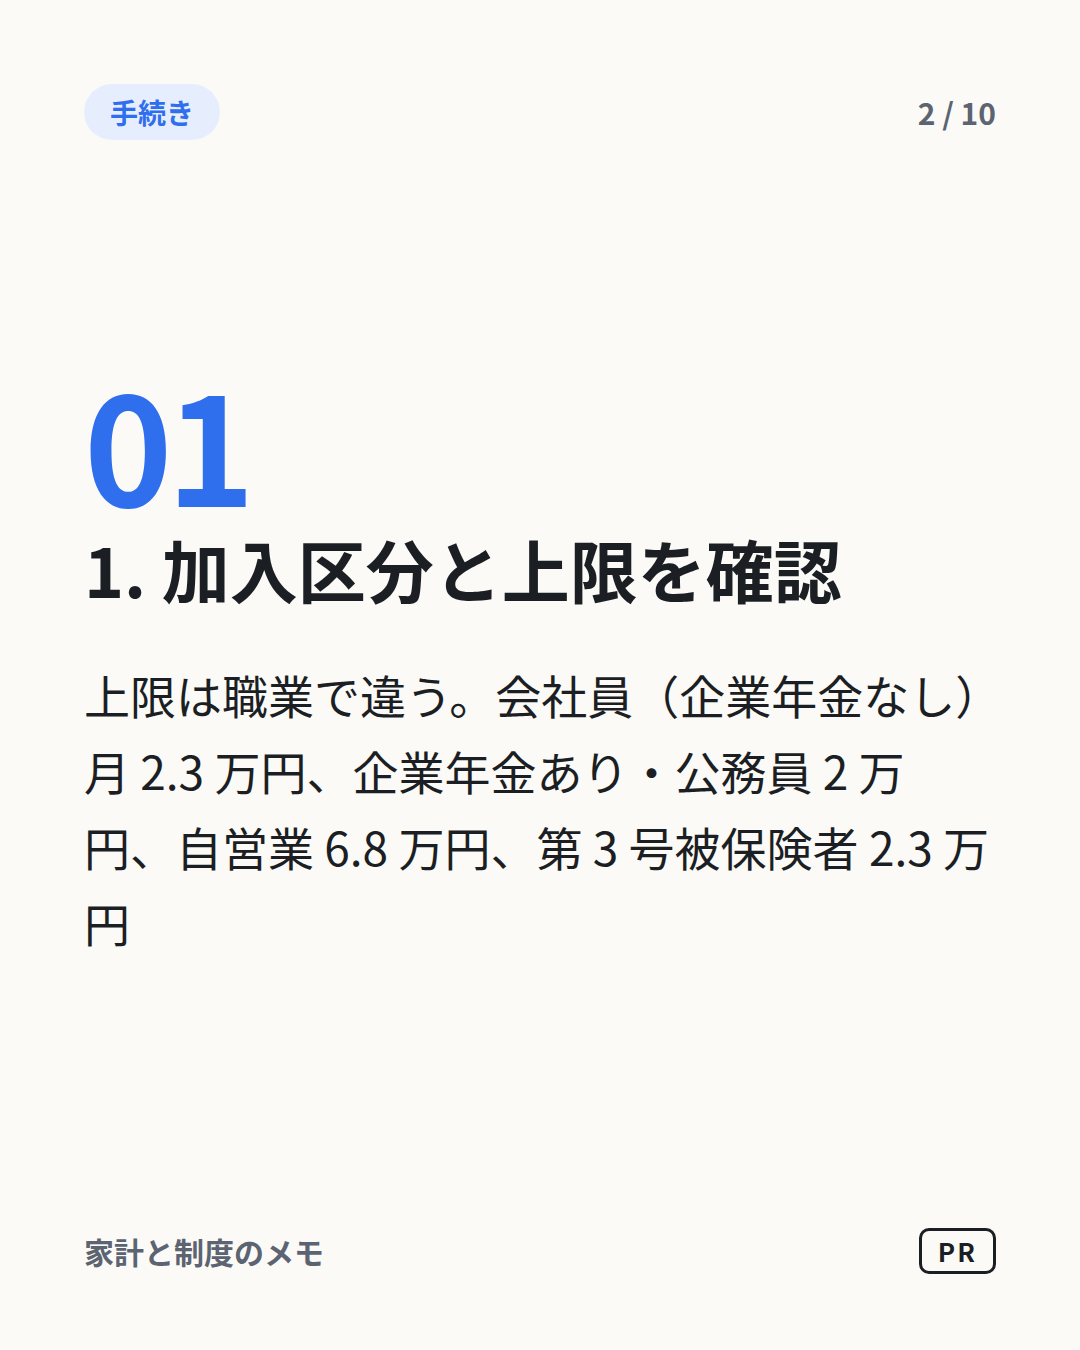 手続き
2 / 10
01
1. 加入区分と上限を確認
上限は職業で違う。会社員（企業年金なし）
月 2.3 万円、企業年金あり・公務員 2 万
円、自営業 6.8 万円、第 3 号被保険者 2.3 万
円
家計と制度のメモ
PR